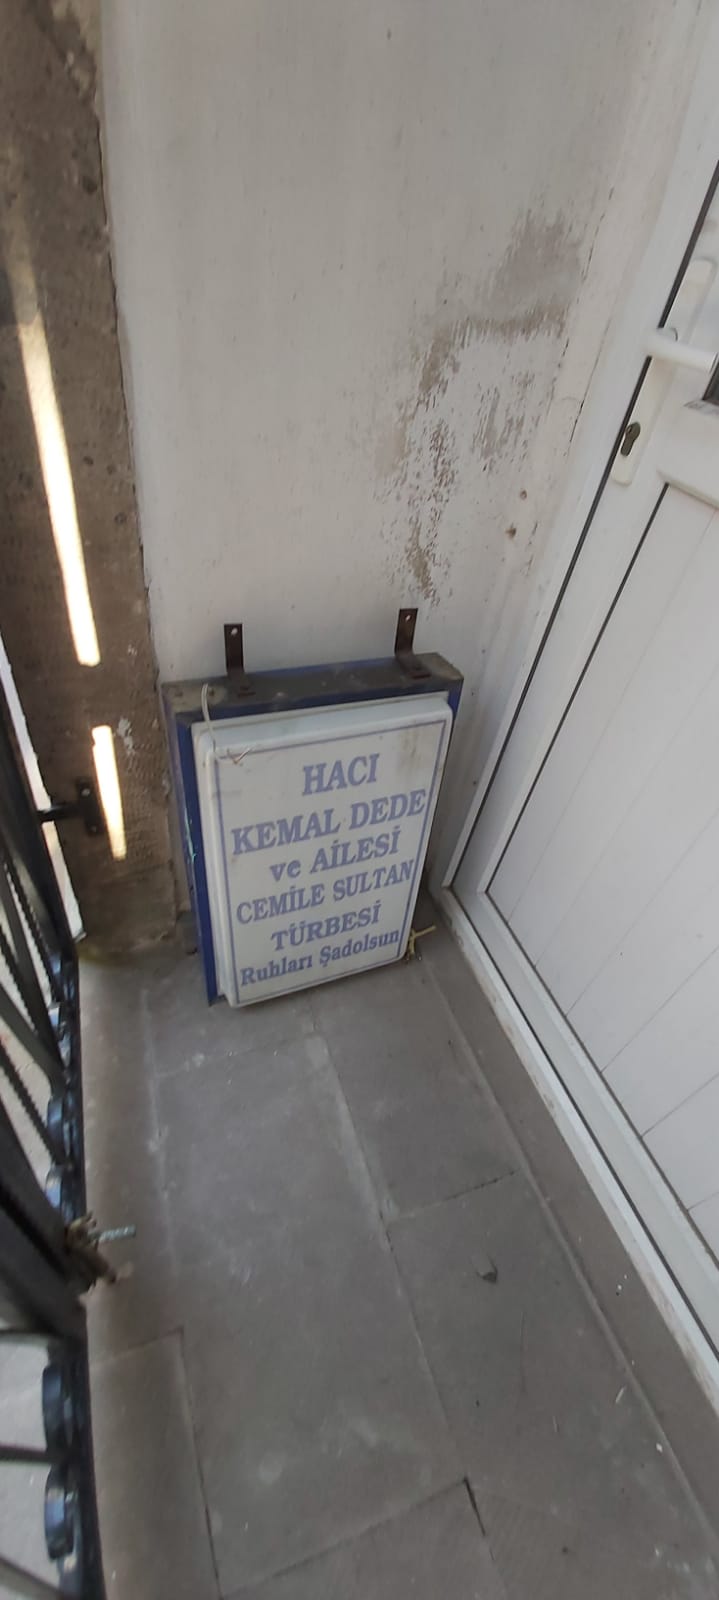 HACI
KEMAL DEDE
ve AİLESİ
CEMİLE SULTAN
TÜRBESİ
Ruhları Şadolsun